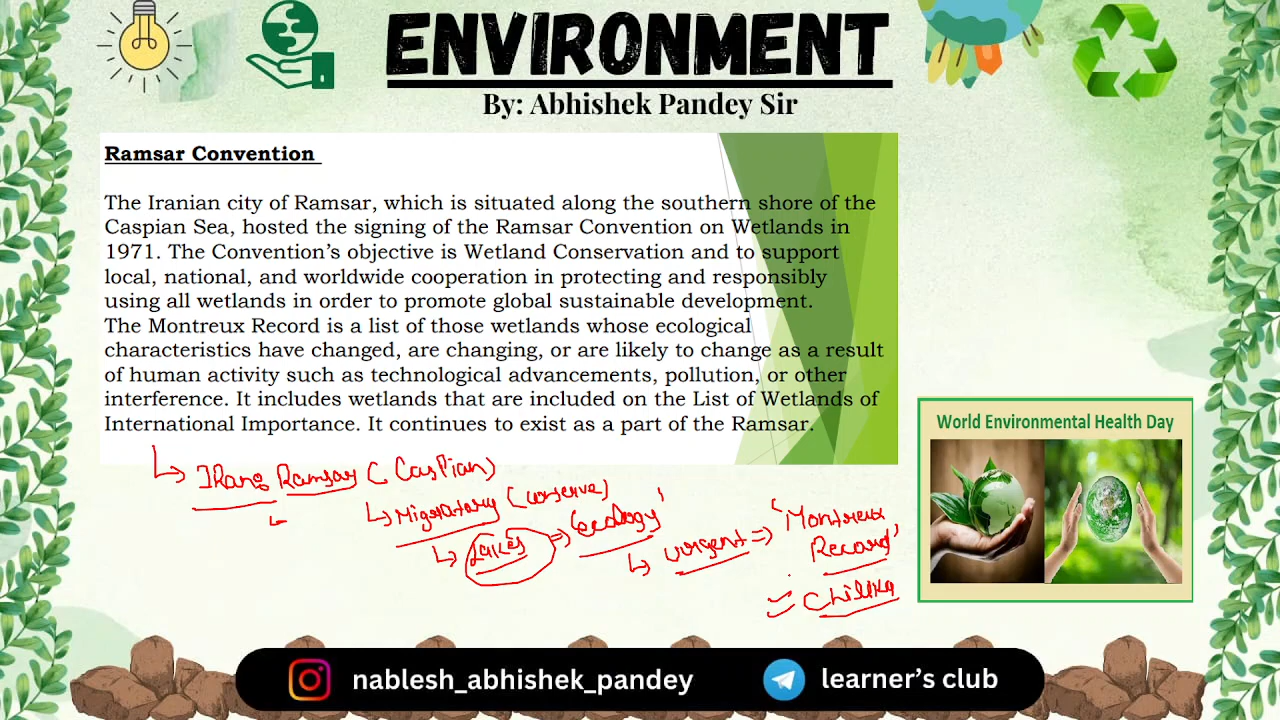 ENVIRONMENT
By: Abhishek Pandey Sir
Ramsar Convention
The Iranian city of Ramsar, which is situated along the southern shore of the
Caspian Sea, hosted the signing of the Ramsar Convention on Wetlands in
1971. The Convention's objective is Wetland Conservation and to support
local, national, and worldwide cooperation in protecting and responsibly
using all wetlands in order to promote global sustainable development.
The Montreux Record is a list of those wetlands whose ecological
characteristics have changed, are changing, or are likely to change as a result
of human activity such as technological advancements, pollution, or other
interference. It includes wetlands that are included on the List of Wetlands of
International Importance. It continues to exist as a part of the Ramsar.
World Environmental Health Day
Ramsar (Caspian)
Migratory (conserve)
Lakes => 'ecology'
urgent => 'Montreux
Record'
Chilika
nablesh_abhishek_pandey
learner's club